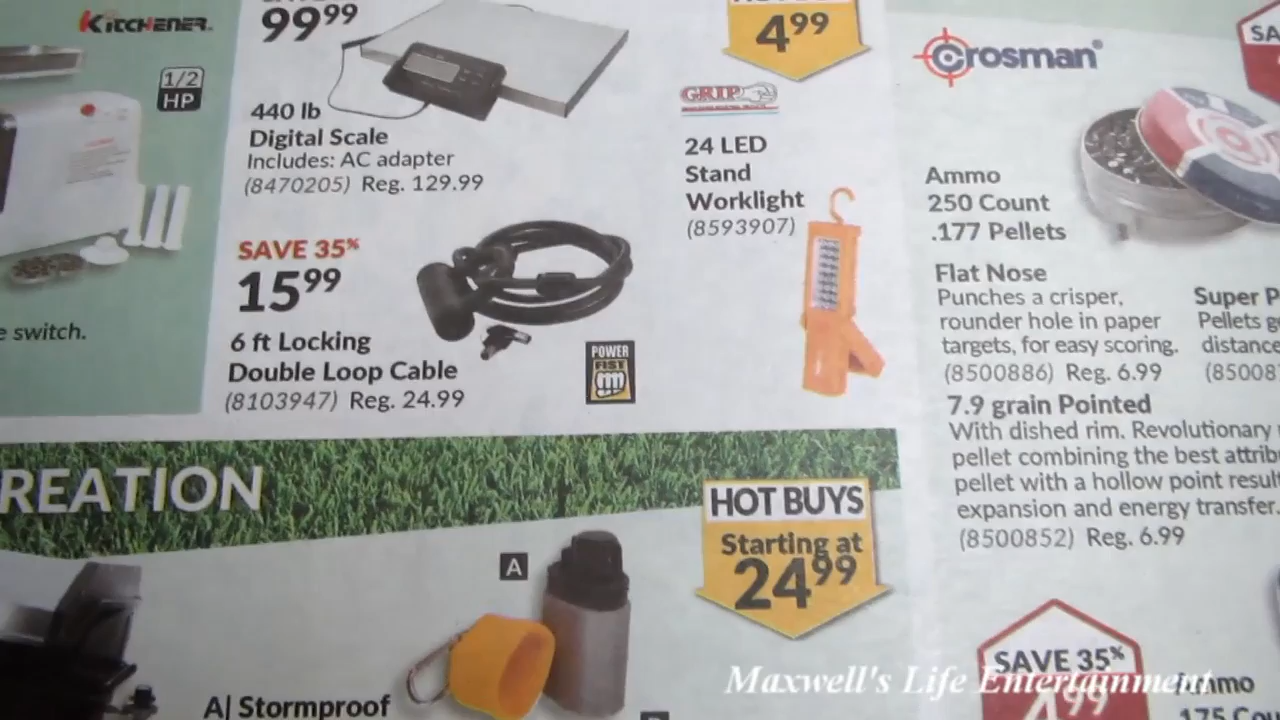 KITCHENER
1/2
HP
e switch.
99 99
440 lb
Digital Scale
Includes: AC adapter
(8470205) Reg. 129.99
SAVE 35%
15 99
6 ft Locking
Double Loop Cable
(8103947) Reg. 24.99
POWER
FIST
4 99
GRIP
24 LED
Stand
Worklight
(8593907)
Crosman®
SA
Ammo
250 Count
.177 Pellets
Flat Nose
Punches a crisper,
rounder hole in paper
targets, for easy scoring.
(8500886) Reg. 6.99
Super P
Pellets g
distance
(85008
7.9 grain Pointed
With dished rim. Revolutionary
pellet combining the best attrib
pellet with a hollow point result
expansion and energy transfer.
(8500852) Reg. 6.99
REATION
HOT BUYS
Starting at
24 99
A
A| Stormproof
SAVE 35%
4 99
Ammo
175 Cou
Maxwell's Life Entertainment